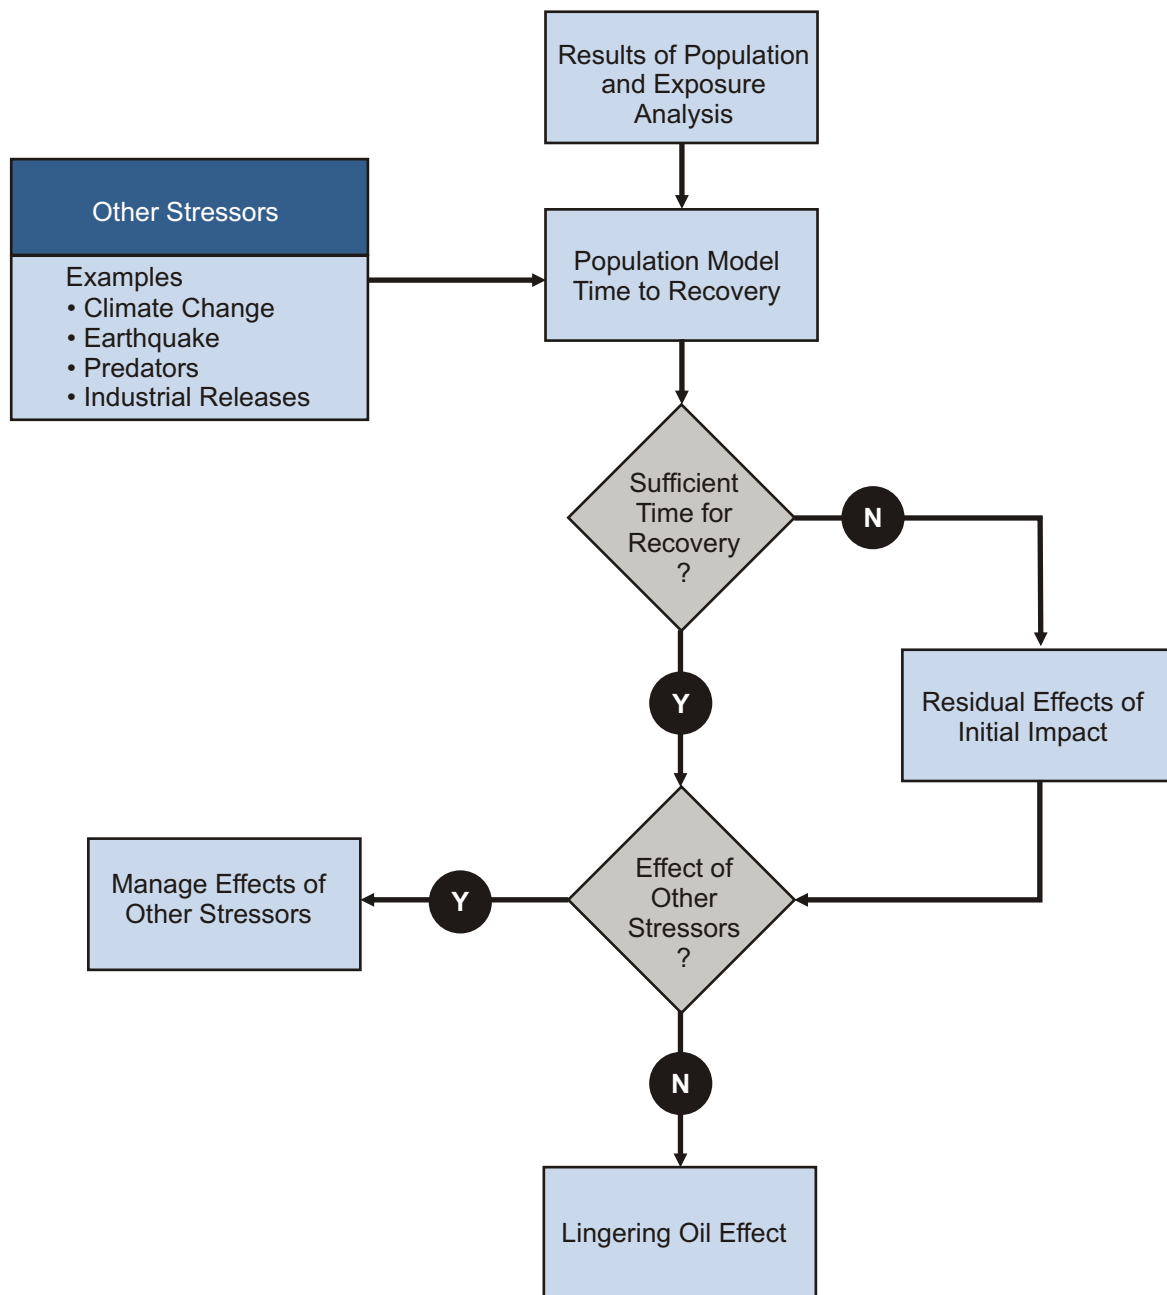 Results of Population
and Exposure
Analysis
Other Stressors
Examples
• Climate Change
• Earthquake
• Predators
• Industrial Releases
Population Model
Time to Recovery
Sufficient
Time for
Recovery
?
N
Y
Residual Effects of
Initial Impact
Effect of
Other
Stressors
?
Y
Manage Effects of
Other Stressors
N
Lingering Oil Effect